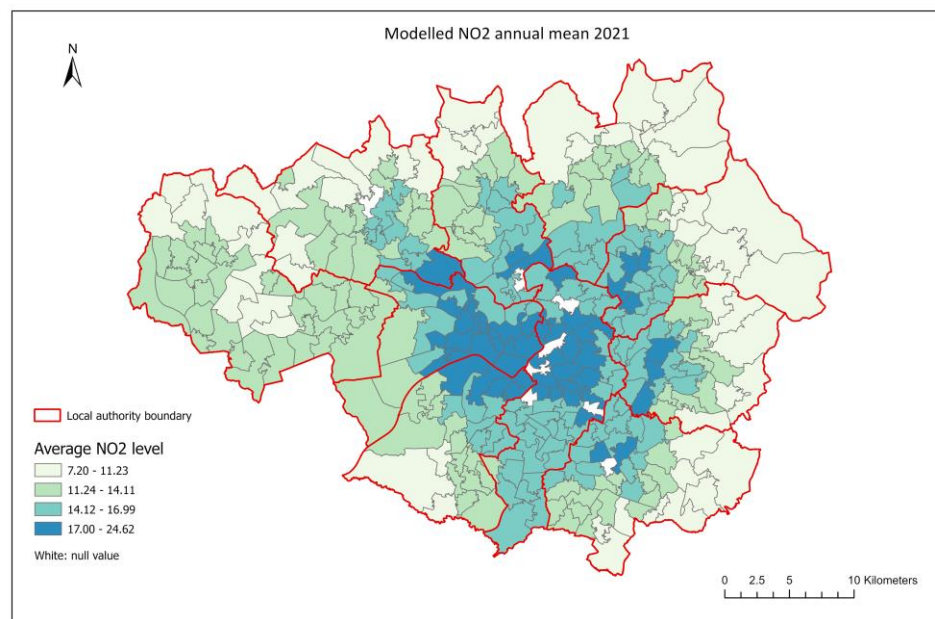 Modelled NO2 annual mean 2021
N
Local authority boundary
Average NO2 level
7.20 - 11.23
11.24 - 14.11
14.12 - 16.99
17.00 - 24.62
White: null value
0 2.5 5 10 Kilometers